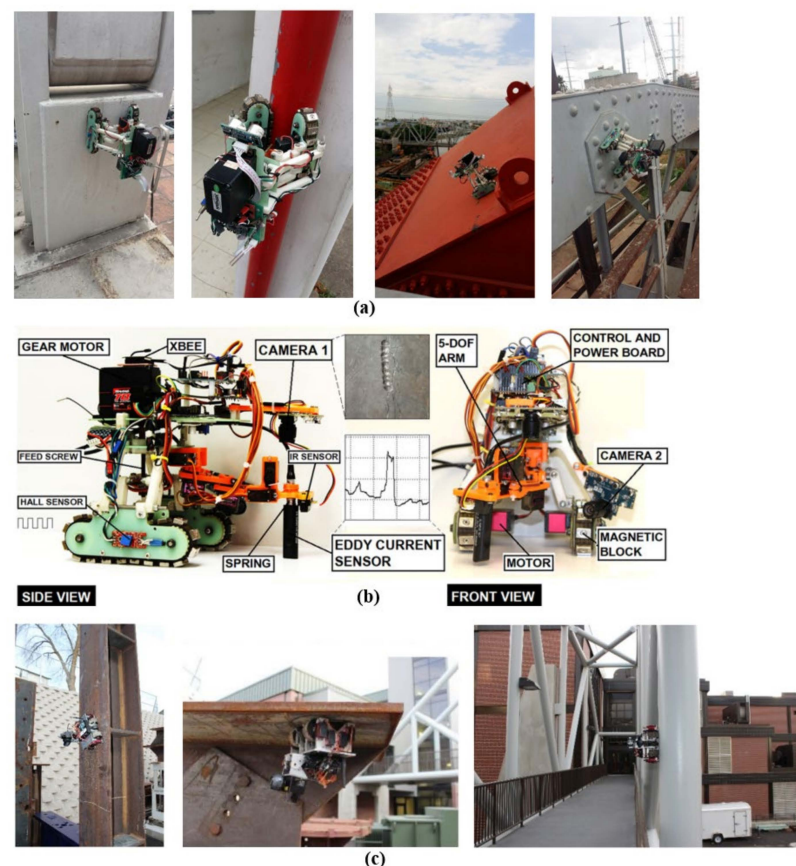 (a)
GEAR MOTOR
XBEE
CAMERA 1
5-DOF
ARM
CONTROL AND
POWER BOARD
FEED SCREW
IR SENSOR
CAMERA 2
HALL SENSOR
SPRING
EDDY CURRENT
SENSOR
MOTOR
MAGNETIC
BLOCK
SIDE VIEW
(b)
FRONT VIEW
(c)